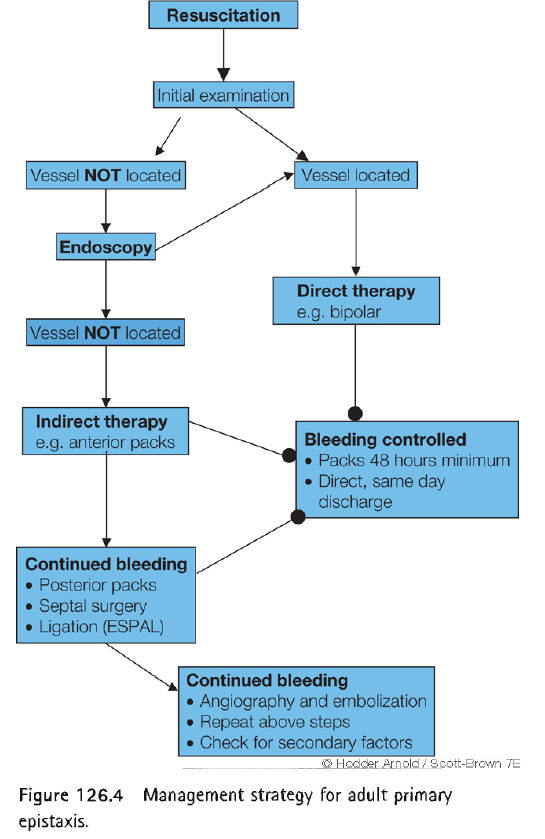 Resuscitation
Initial examination
Vessel NOT located
Vessel located
Endoscopy
Direct therapy
e.g. bipolar
Vessel NOT located
Indirect therapy
e.g. anterior packs
Bleeding controlled
• Packs 48 hours minimum
• Direct, same day
discharge
Continued bleeding
• Posterior packs
• Septal surgery
• Ligation (ESPAL)
Continued bleeding
• Angiography and embolization
• Repeat above steps
• Check for secondary factors
© Hodder Arnold / Scott-Brown 7E
Figure 126.4 Management strategy for adult primary
epistaxis.